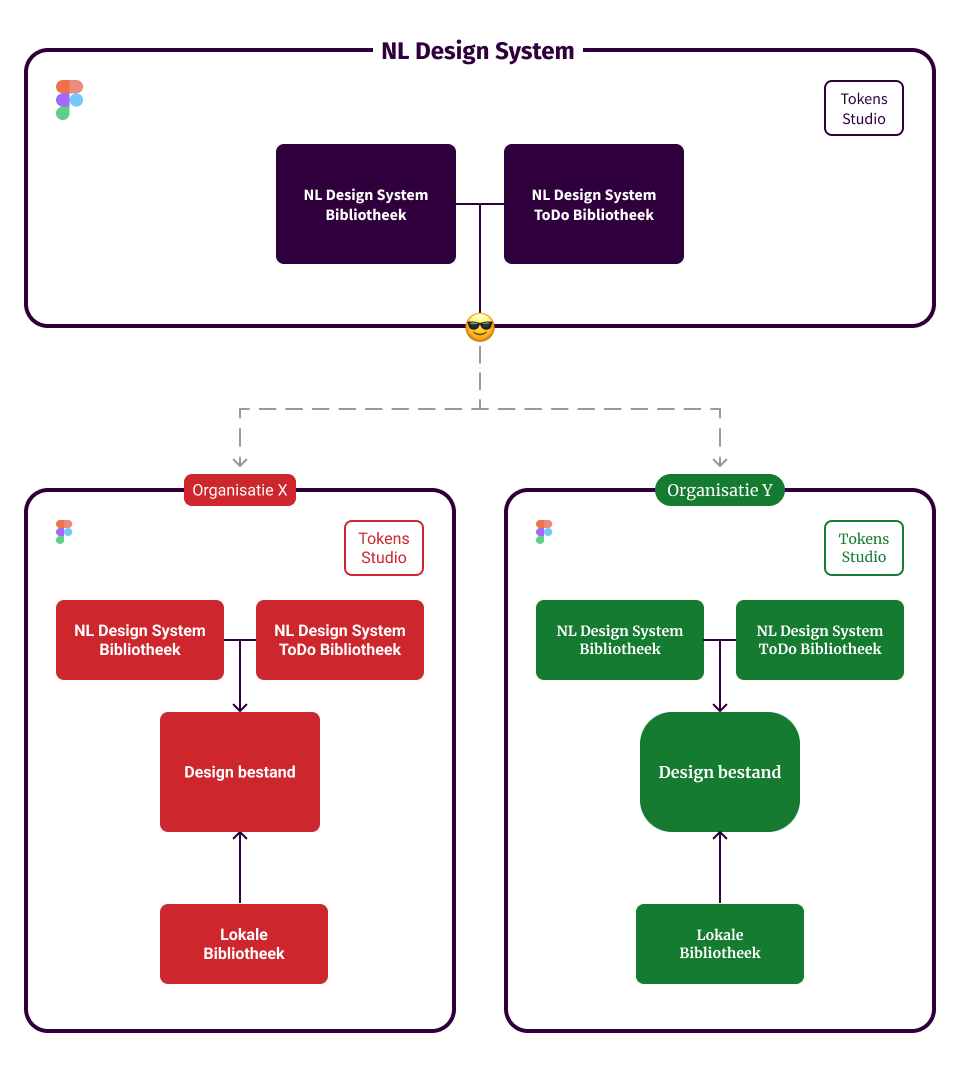 NL Design System
Tokens
Studio
NL Design System
Bibliotheek
NL Design System
ToDo Bibliotheek
Organisatie X
Tokens
Studio
NL Design System
Bibliotheek
NL Design System
ToDo Bibliotheek
Design bestand
Lokale
Bibliotheek
Organisatie Y
Tokens
Studio
NL Design System
Bibliotheek
NL Design System
ToDo Bibliotheek
Design bestand
Lokale
Bibliotheek